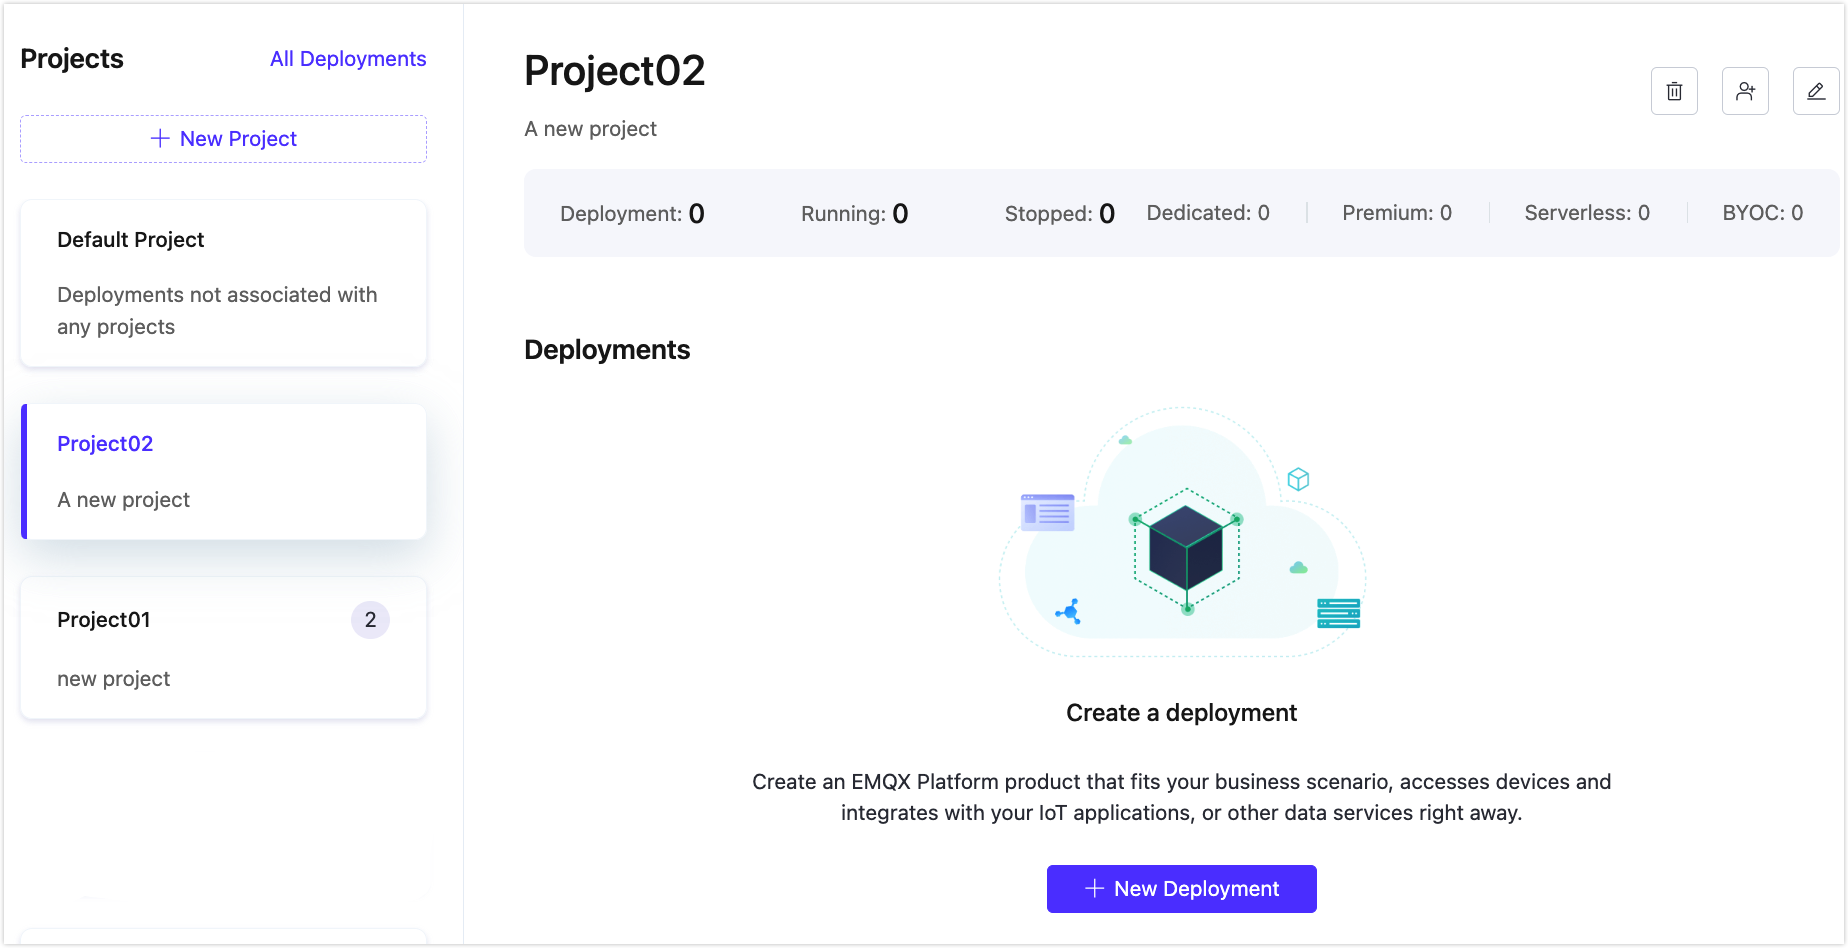 Projects
All Deployments
New Project
Default Project
Deployments not associated with
any projects
Project02
A new project
Project01
2
new project
Project02
A new project
Deployment: 0
Running: 0
Stopped: 0
Dedicated: 0
Premium: 0
Serverless: 0
BYOC: 0
Deployments
Create a deployment
Create an EMQX Platform product that fits your business scenario, accesses devices and
integrates with your IoT applications, or other data services right away.
New Deployment